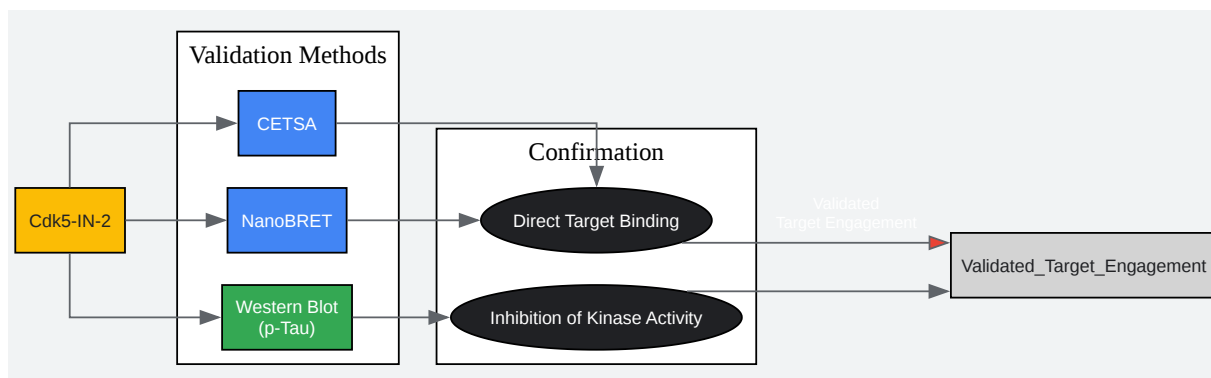 Validation Methods
CETSA
Confirmation
Cdk5-IN-2
NanoBRET
Direct Target Binding
Validated
Target Engagement
Validated_Target_Engagement
Western Blot
(p-Tau)
Inhibition of Kinase Activity